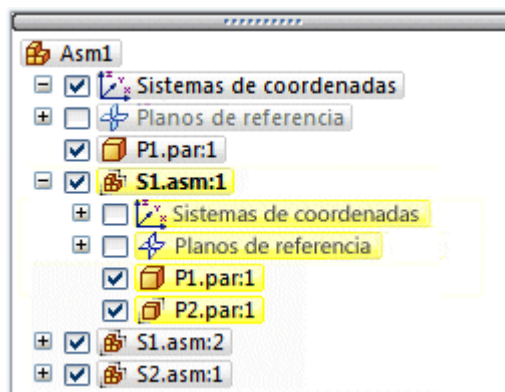 Asm1
Sistemas de coordenadas
Planos de referencia
P1.par:1
S1.asm:1
Sistemas de coordenadas
Planos de referencia
P1.par:1
P2.par:1
S1.asm:2
S2.asm:1